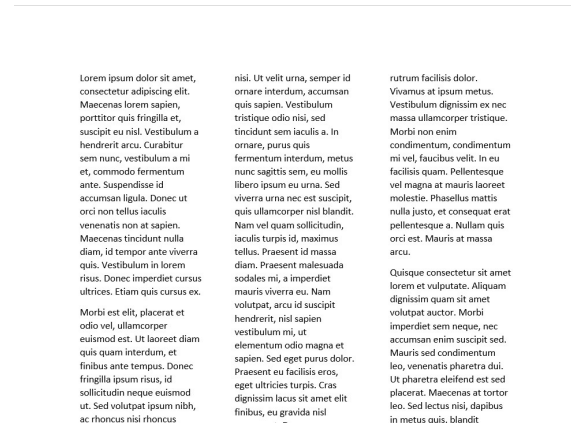 Lorem ipsum dolor sit amet,
consectetur adipiscing elit.
Maecenas lorem sapien,
porttitor quis fringilla et,
suscipit eu nisl. Vestibulum a
hendrerit arcu. Curabitur
sem nunc, vestibulum a mi
et, commodo fermentum
ante. Suspendisse id
accumsan ligula. Donec ut
orci non tellus iaculis
venenatis non at sapien.
Maecenas tincidunt nulla
diam, id tempor ante viverra
quis. Vestibulum in lorem
risus. Donec imperdiet cursus
ultrices. Etiam quis cursus ex.
Morbi est elit, placerat et
odio vel, ullamcorper
euismod est. Ut laoreet diam
quis quam interdum, et
finibus ante tempus. Donec
fringilla ipsum risus, id
sollicitudin neque euismod
ut. Sed volutpat ipsum nibh,
ac rhoncus nisi rhoncus
nisi. Ut velit urna, semper id
ornare interdum, accumsan
quis sapien. Vestibulum
tristique odio nisi, sed
tincidunt sem iaculis a. In
ornare, purus quis
fermentum interdum, metus
nunc sagittis sem, eu mollis
libero ipsum eu urna. Sed
viverra urna nec est suscipit,
quis ullamcorper nisl blandit.
Nam vel quam sollicitudin,
iaculis turpis id, maximus
tellus. Praesent id massa
diam. Praesent malesuada
sodales mi, a imperdiet
mauris viverra eu. Nam
volutpat, arcu id suscipit
hendrerit, nisl sapien
vestibulum mi, ut
elementum odio magna et
sapien. Sed eget purus dolor.
Praesent eu facilisis eros,
eget ultricies turpis. Cras
dignissim lacus sit amet elit
finibus, eu gravida nisl
rutrum facilisis dolor.
Vivamus at ipsum metus.
Vestibulum dignissim ex nec
massa ullamcorper tristique.
Morbi non enim
condimentum, condimentum
mi vel, faucibus velit. In eu
facilisis quam. Pellentesque
vel magna at mauris laoreet
molestie. Phasellus mattis
nulla justo, et consequat erat
pellentesque a. Nullam quis
orci est. Mauris at massa
arcu.
Quisque consectetur sit amet
lorem et vulputate. Aliquam
dignissim quam sit amet
volutpat auctor. Morbi
imperdiet sem neque, nec
accumsan enim suscipit sed.
Mauris sed condimentum
leo, venenatis pharetra dui.
Ut pharetra eleifend est sed
placerat. Maecenas at tortor
leo. Sed lectus nisi, dapibus
in metus quis, blandit